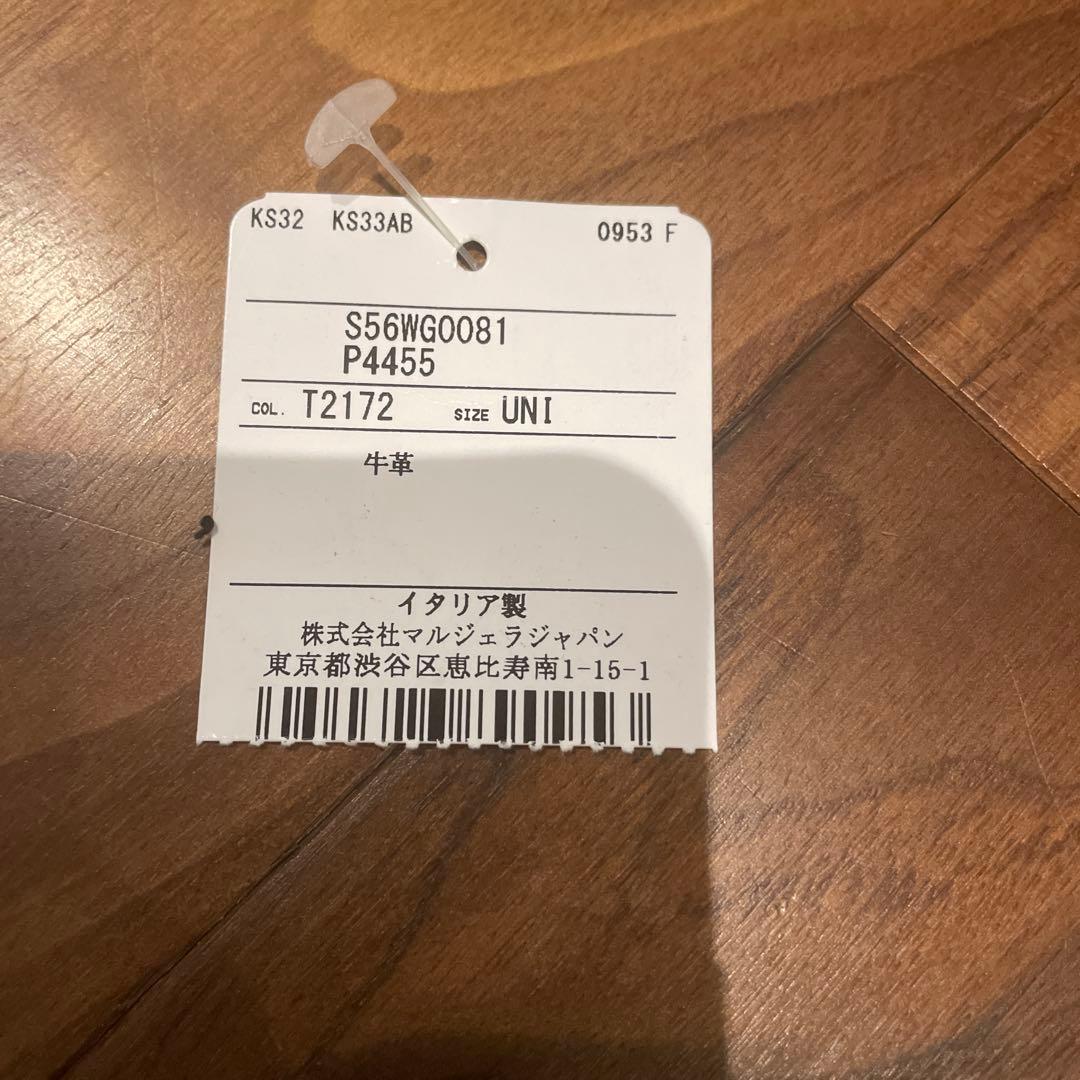 KS32 KS33AB 0953 F
S56WG0081
P4455
COL. T2172 SIZE UNI
牛革
イタリア製
株式会社マルジェラジャパン
東京都渋谷区恵比寿南1-15-1